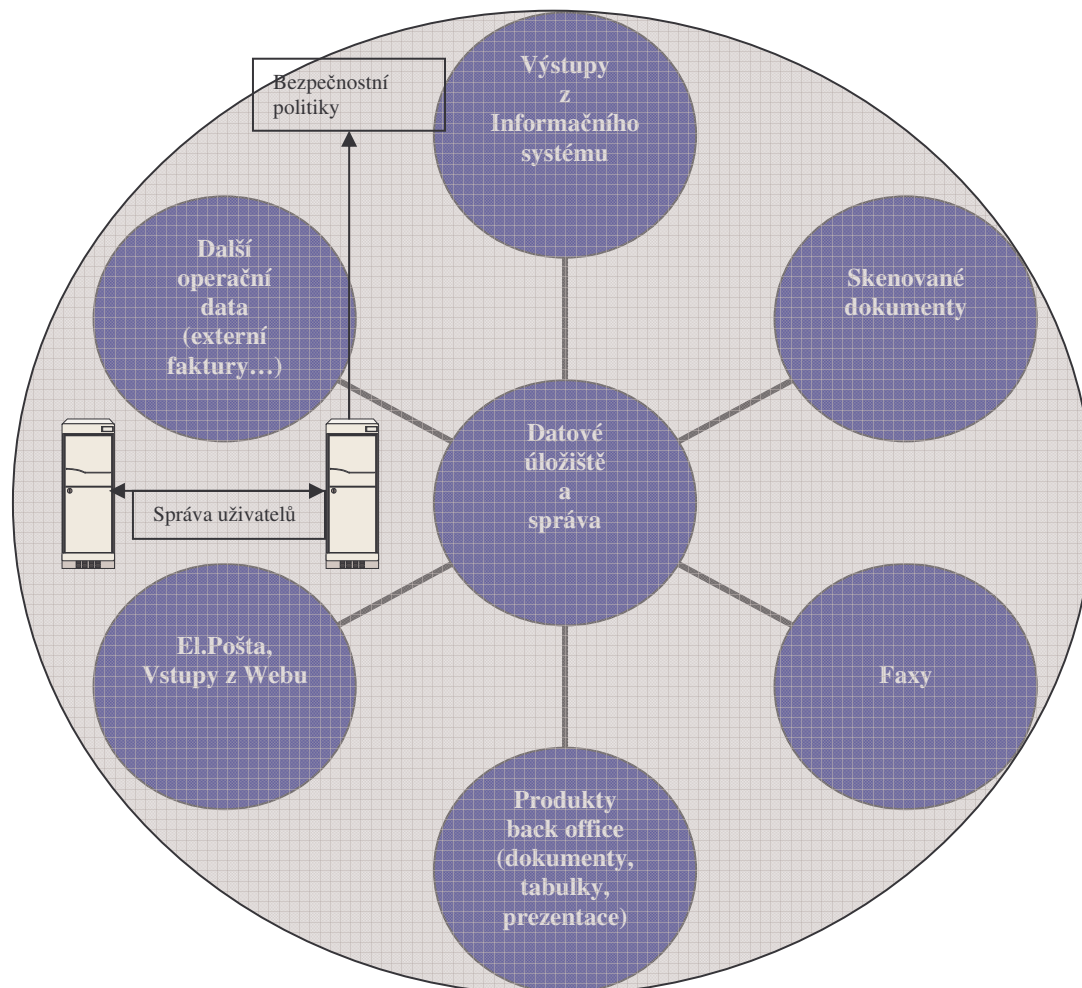 Bezpečnostní
politiky
Výstupy
z
Informačního
systému
Další
operační
data
(externí
faktury…)
Skenované
dokumenty
Datové
úložiště
a
správa
Správa uživatelů
El.Pošta,
Vstupy z Webu
Faxy
Produkty
back office
(dokumenty,
tabulky,
prezentace)